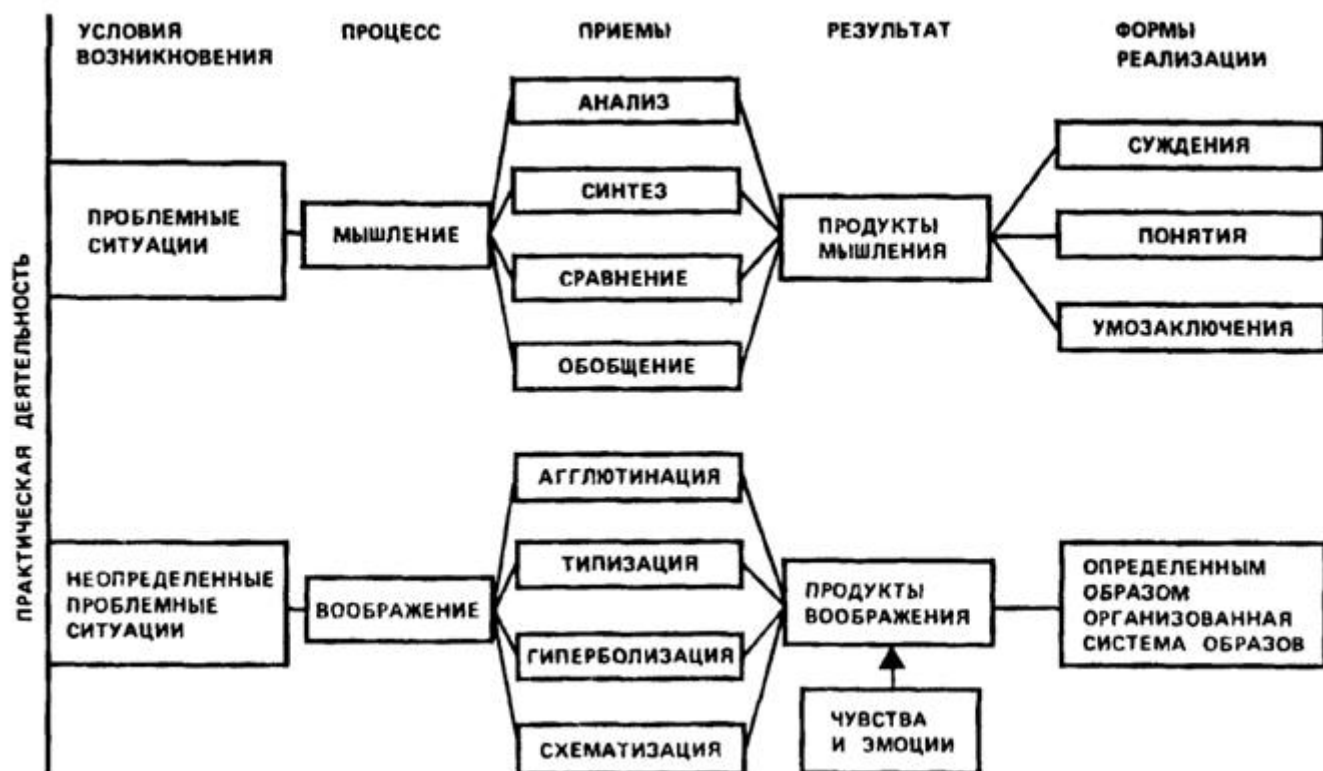 УСЛОВИЯ
ВОЗНИКНОВЕНИЯ
ПРОЦЕСС
ПРИЕМЫ
РЕЗУЛЬТАТ
ФОРМЫ
РЕАЛИЗАЦИИ
ПРАКТИЧЕСКАЯ ДЕЯТЕЛЬНОСТЬ
ПРОБЛЕМНЫЕ
СИТУАЦИИ
МЫШЛЕНИЕ
АНАЛИЗ
СИНТЕЗ
СРАВНЕНИЕ
ОБОБЩЕНИЕ
ПРОДУКТЫ
МЫШЛЕНИЯ
СУЖДЕНИЯ
ПОНЯТИЯ
УМОЗАКЛЮЧЕНИЯ
НЕОПРЕДЕЛЕННЫЕ
ПРОБЛЕМНЫЕ
СИТУАЦИИ
ВООБРАЖЕНИЕ
АГГЛЮТИНАЦИЯ
ТИПИЗАЦИЯ
ГИПЕРБОЛИЗАЦИЯ
СХЕМАТИЗАЦИЯ
ПРОДУКТЫ
ВООБРАЖЕНИЯ
ЧУВСТВА
И ЭМОЦИИ
ОПРЕДЕЛЕННЫМ
ОБРАЗОМ
ОРГАНИЗОВАННАЯ
СИСТЕМА ОБРАЗОВ